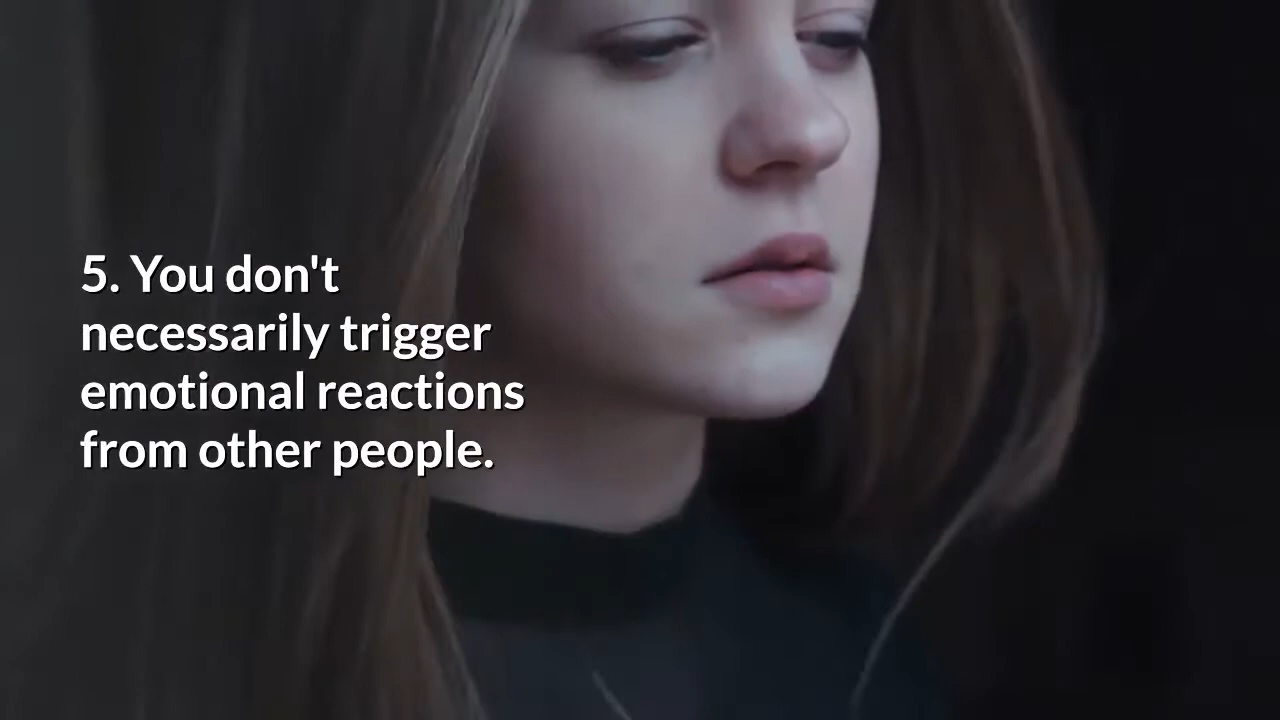 5. You don't
necessarily trigger
emotional reactions
from other people.